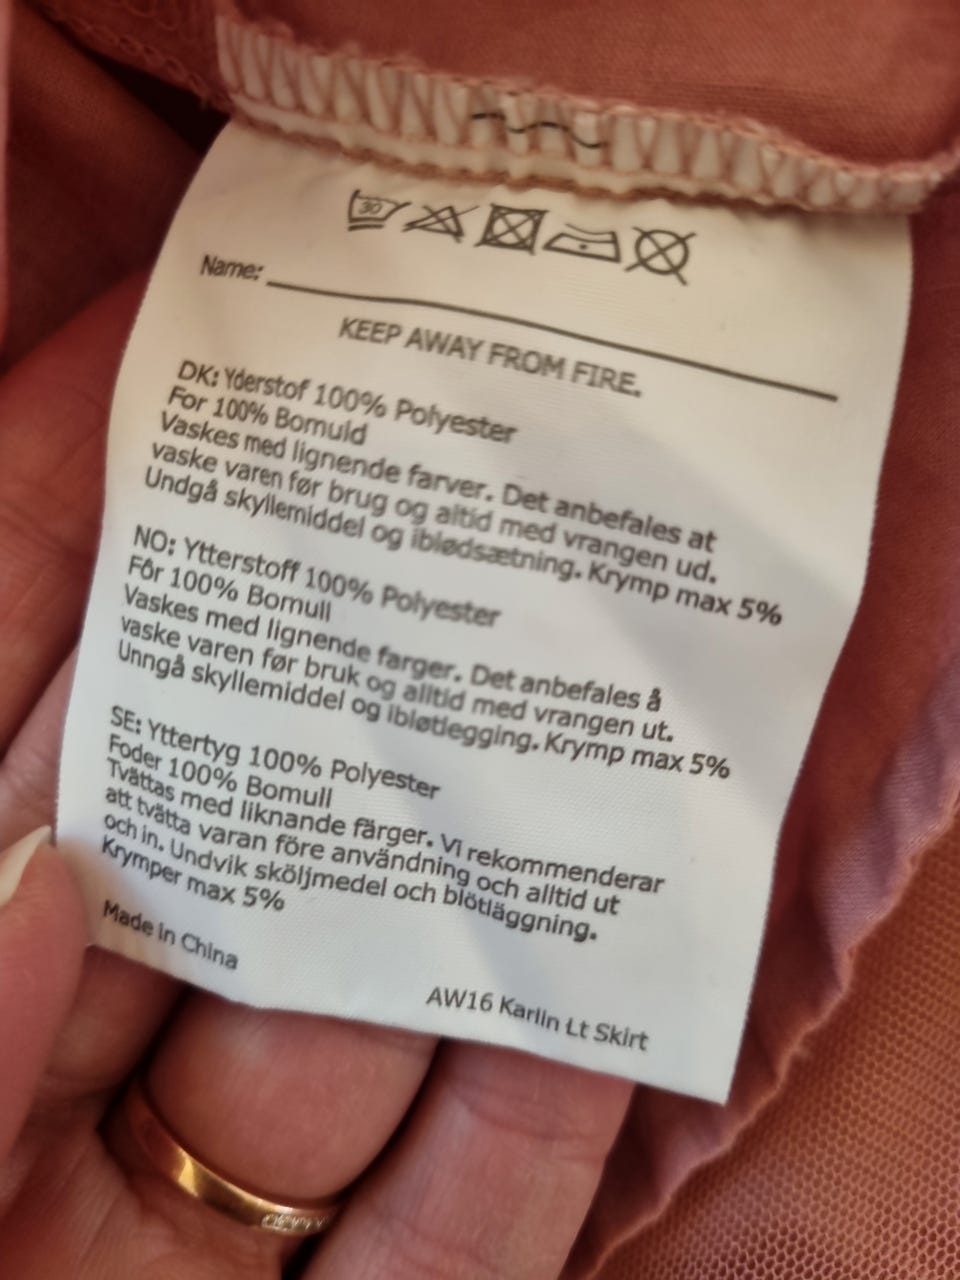 30
Name:
KEEP AWAY FROM FIRE.
DK: Yderstof 100% Polyester
For 100% Bomuld
Vaskes med lignende farver. Det anbefales at
vaske varen før brug og altid med vrangen ud.
Undgå skyllemiddel og iblødsætning. Krymp max 5%
NO: Ytterstoff 100% Polyester
Fôr 100% Bomull
Vaskes med lignende farger. Det anbefales å
vaske varen før bruk og alltid med vrangen ut.
Unngå skyllemiddel og ibløtlegging. Krymp max 5%
SE: Yttertyg 100% Polyester
Foder 100% Bomull
Tvättas med liknande färger. Vi rekommenderar
att tvätta varan före användning och alltid ut
och in. Undvik sköljmedel och blötläggning.
Krymper max 5%
Made in China
AW16 Karlin Lt Skirt